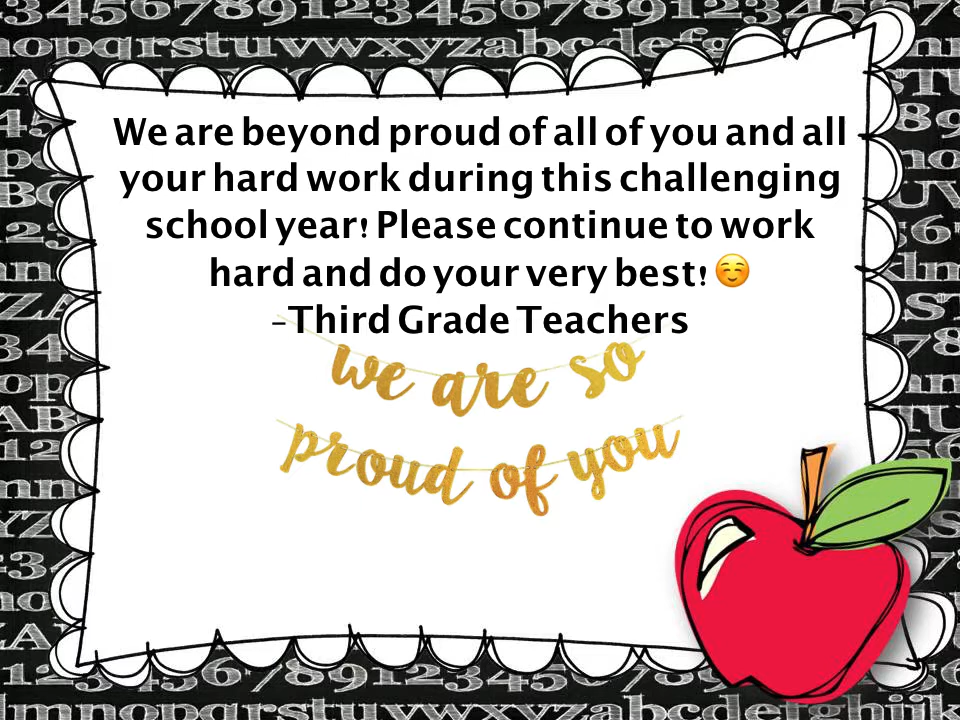 We are beyond proud of all of you and all
your hard work during this challenging
school year! Please continue to work
hard and do your very best! ☺️
-Third Grade Teachers
we are so
proud of you